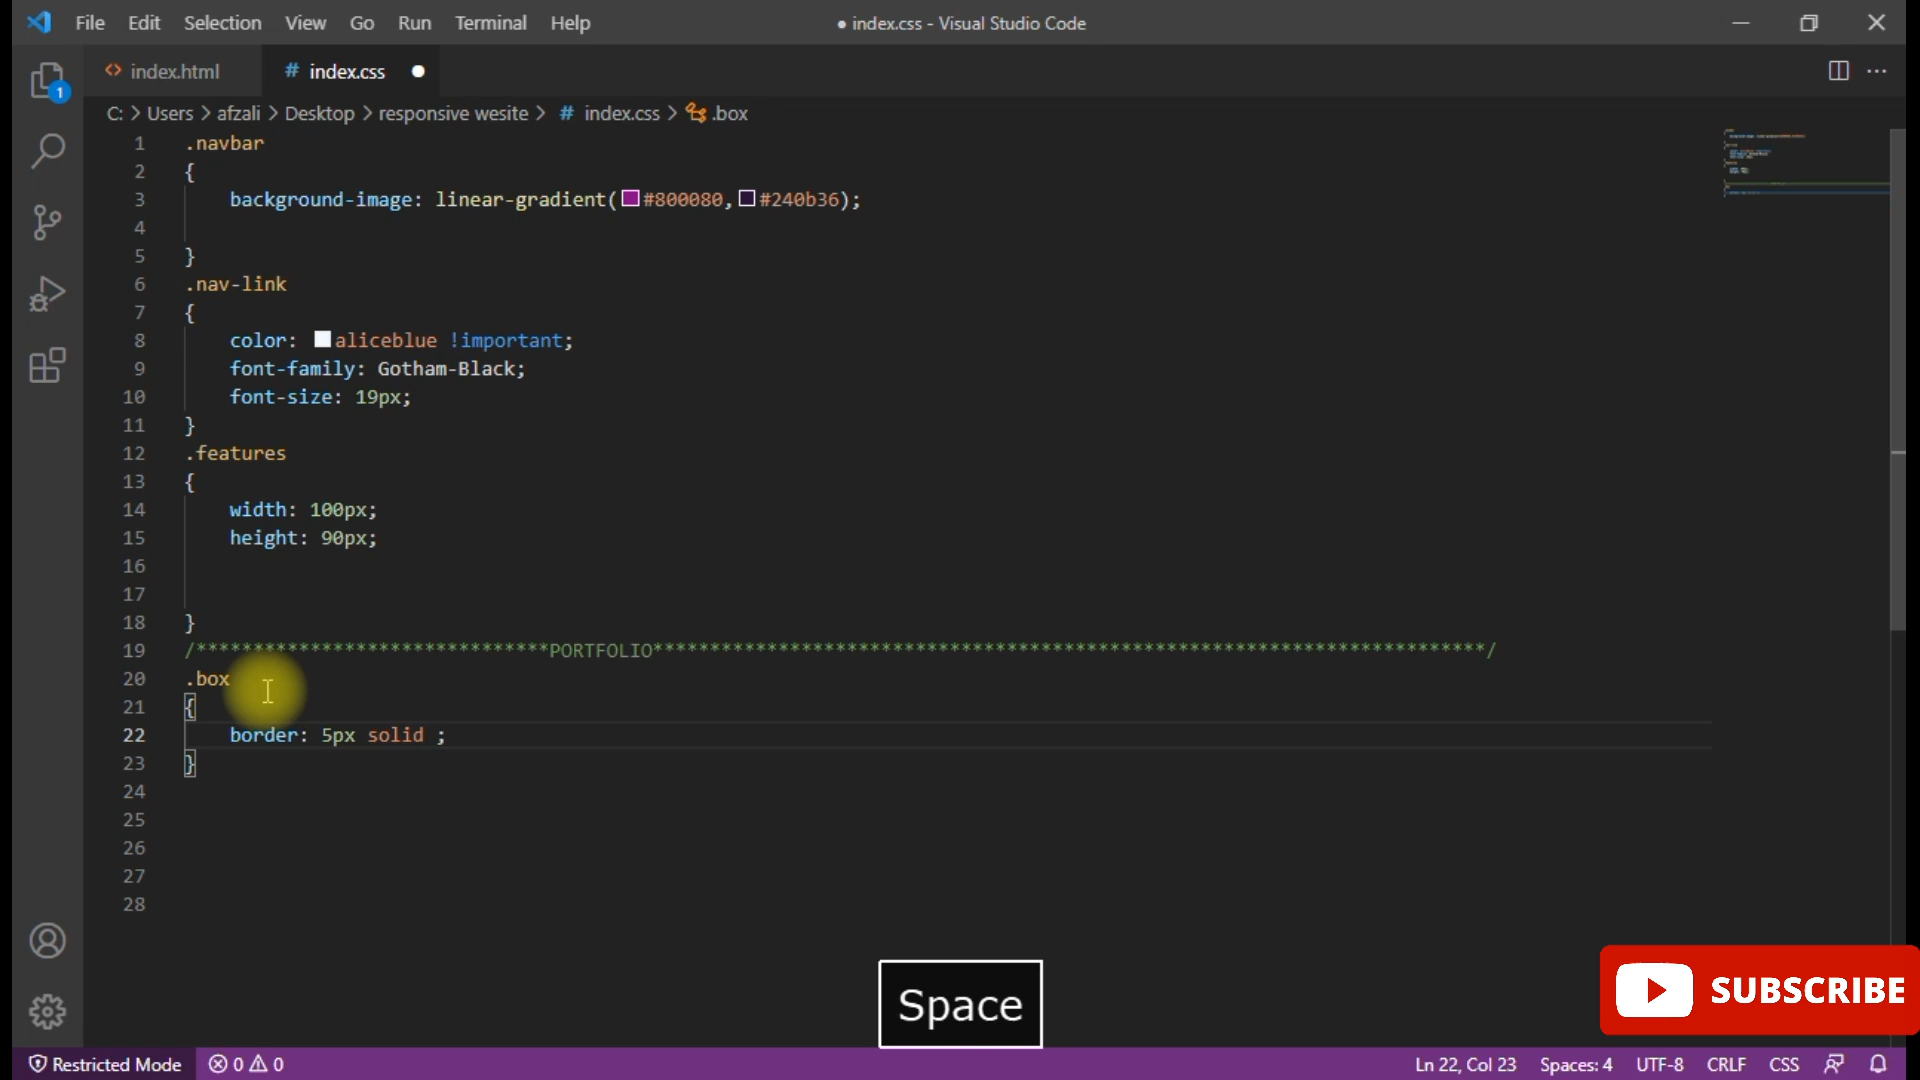 File Edit Selection View Go Run Terminal Help ● index.css - Visual Studio Code
<> index.html # index.css ●
C: > Users > afzali > Desktop > responsive wesite > # index.css > .box
1 .navbar
2 {
3 background-image: linear-gradient(#800080,#240b36);
4
5 }
6 .nav-link
7 {
8 color: aliceblue !important;
9 font-family: Gotham-Black;
10 font-size: 19px;
11 }
12 .features
13 {
14 width: 100px;
15 height: 90px;
16
17
18 }
19 /*******************************PORTFOLIO*************************************************************************/
20 .box
21 {
22 border: 5px solid ;
23 }
24
25
26
27
28
1
Space
SUBSCRIBE
Restricted Mode 0 0 Ln 22, Col 23 Spaces: 4 UTF-8 CRLF CSS